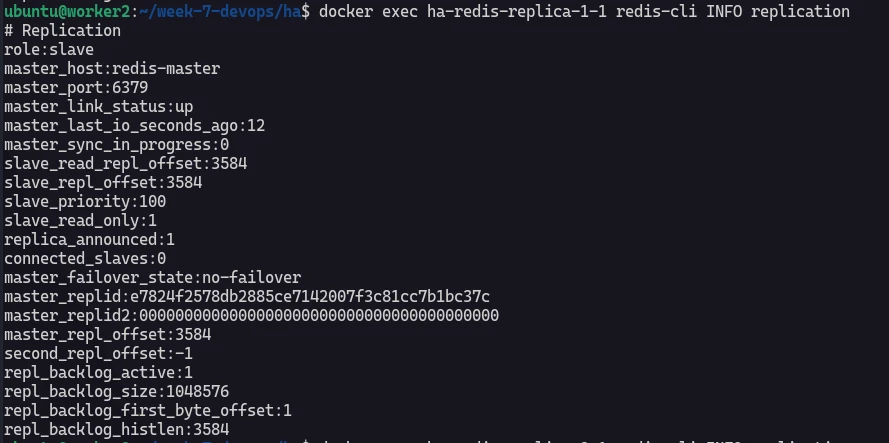 ubuntu@worker2:~/week-7-devops/ha$ docker exec ha-redis-replica-1-1 redis-cli INFO replication
# Replication
role:slave
master_host:redis-master
master_port:6379
master_link_status:up
master_last_io_seconds_ago:12
master_sync_in_progress:0
slave_read_repl_offset:3584
slave_repl_offset:3584
slave_priority:100
slave_read_only:1
replica_announced:1
connected_slaves:0
master_failover_state:no-failover
master_replid:e7824f2578db2885ce7142007f3c81cc7b1bc37c
master_replid2:0000000000000000000000000000000000000000
master_repl_offset:3584
second_repl_offset:-1
repl_backlog_active:1
repl_backlog_size:1048576
repl_backlog_first_byte_offset:1
repl_backlog_histlen:3584